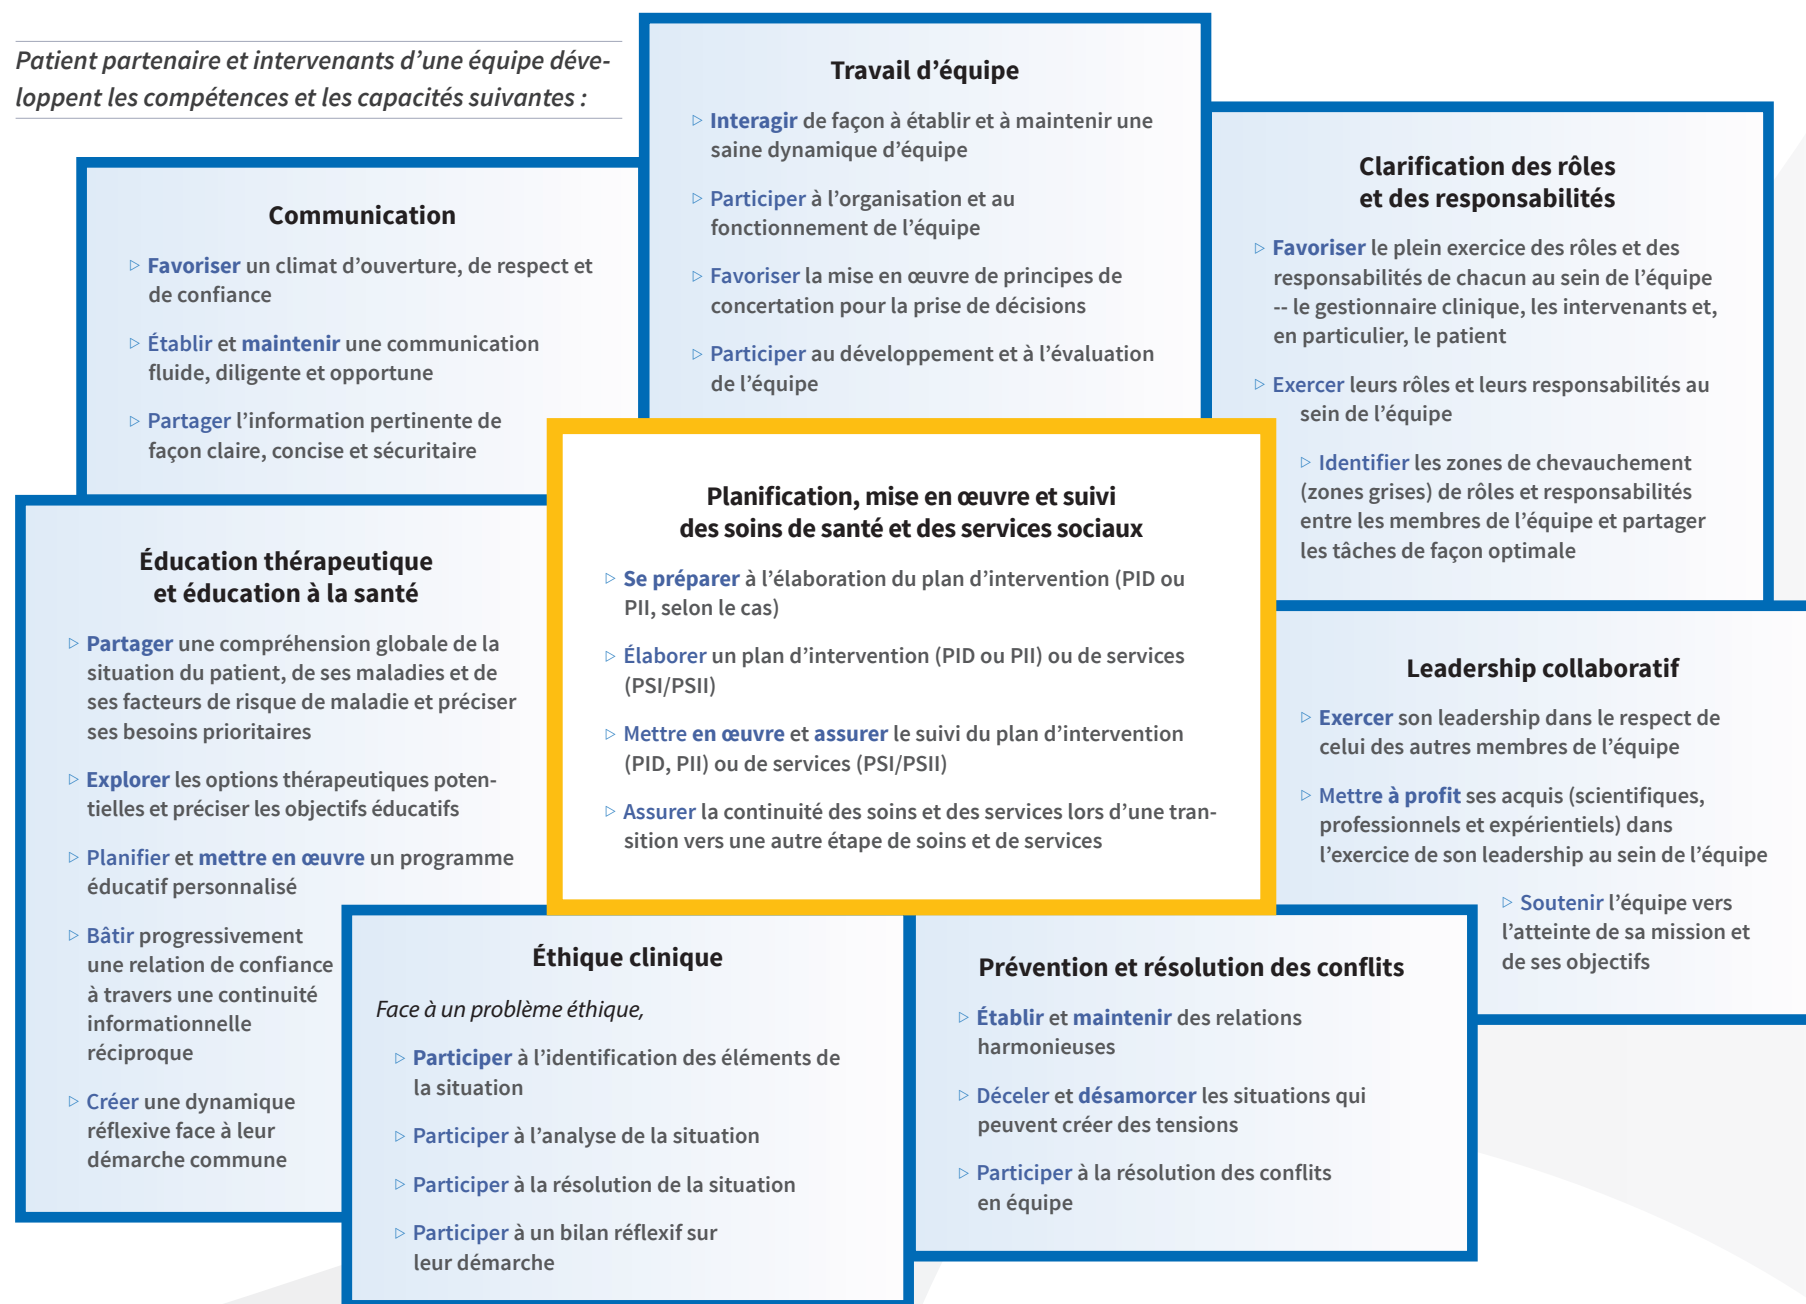 Patient partenaire et intervenants d’une équipe déve-
loppent les compétences et les capacités suivantes :
Travail d’équipe
▷ Interagir de façon à établir et à maintenir une
saine dynamique d’équipe
▷ Participer à l’organisation et au
fonctionnement de l’équipe
▷ Favoriser la mise en œuvre de principes de
concertation pour la prise de décisions
▷ Participer au développement et à l’évaluation
de l’équipe
Clarification des rôles
et des responsabilités
▷ Favoriser le plein exercice des rôles et des
responsabilités de chacun au sein de l’équipe
-- le gestionnaire clinique, les intervenants et,
en particulier, le patient
▷ Exercer leurs rôles et leurs responsabilités au
sein de l’équipe
▷ Identifier les zones de chevauchement
(zones grises) de rôles et responsabilités
entre les membres de l’équipe et partager
les tâches de façon optimale
Communication
▷ Favoriser un climat d’ouverture, de respect et
de confiance
▷ Établir et maintenir une communication
fluide, diligente et opportune
▷ Partager l’information pertinente de
façon claire, concise et sécuritaire
Planification, mise en œuvre et suivi
des soins de santé et des services sociaux
▷ Se préparer à l’élaboration du plan d’intervention (PID ou
PII, selon le cas)
▷ Élaborer un plan d’intervention (PID ou PII) ou de services
(PSI/PSII)
▷ Mettre en œuvre et assurer le suivi du plan d’intervention
(PID, PII) ou de services (PSI/PSII)
▷ Assurer la continuité des soins et des services lors d’une tran-
sition vers une autre étape de soins et de services
Éducation thérapeutique
et éducation à la santé
▷ Partager une compréhension globale de la
situation du patient, de ses maladies et de
ses facteurs de risque de maladie et préciser
ses besoins prioritaires
▷ Explorer les options thérapeutiques poten-
tielles et préciser les objectifs éducatifs
▷ Planifier et mettre en œuvre un programme
éducatif personnalisé
▷ Bâtir progressivement
une relation de confiance
à travers une continuité
informationnelle
réciproque
▷ Créer une dynamique
réflexive face à leur
démarche commune
Leadership collaboratif
▷ Exercer son leadership dans le respect de
celui des autres membres de l’équipe
▷ Mettre à profit ses acquis (scientifiques,
professionnels et expérientiels) dans
l’exercice de son leadership au sein de l’équipe
▷ Soutenir l’équipe vers
l’atteinte de sa mission et
de ses objectifs
Éthique clinique
Face à un problème éthique,
▷ Participer à l’identification des éléments de
la situation
▷ Participer à l’analyse de la situation
▷ Participer à la résolution de la situation
▷ Participer à un bilan réflexif sur
leur démarche
Prévention et résolution des conflits
▷ Établir et maintenir des relations
harmonieuses
▷ Déceler et désamorcer les situations qui
peuvent créer des tensions
▷ Participer à la résolution des conflits
en équipe